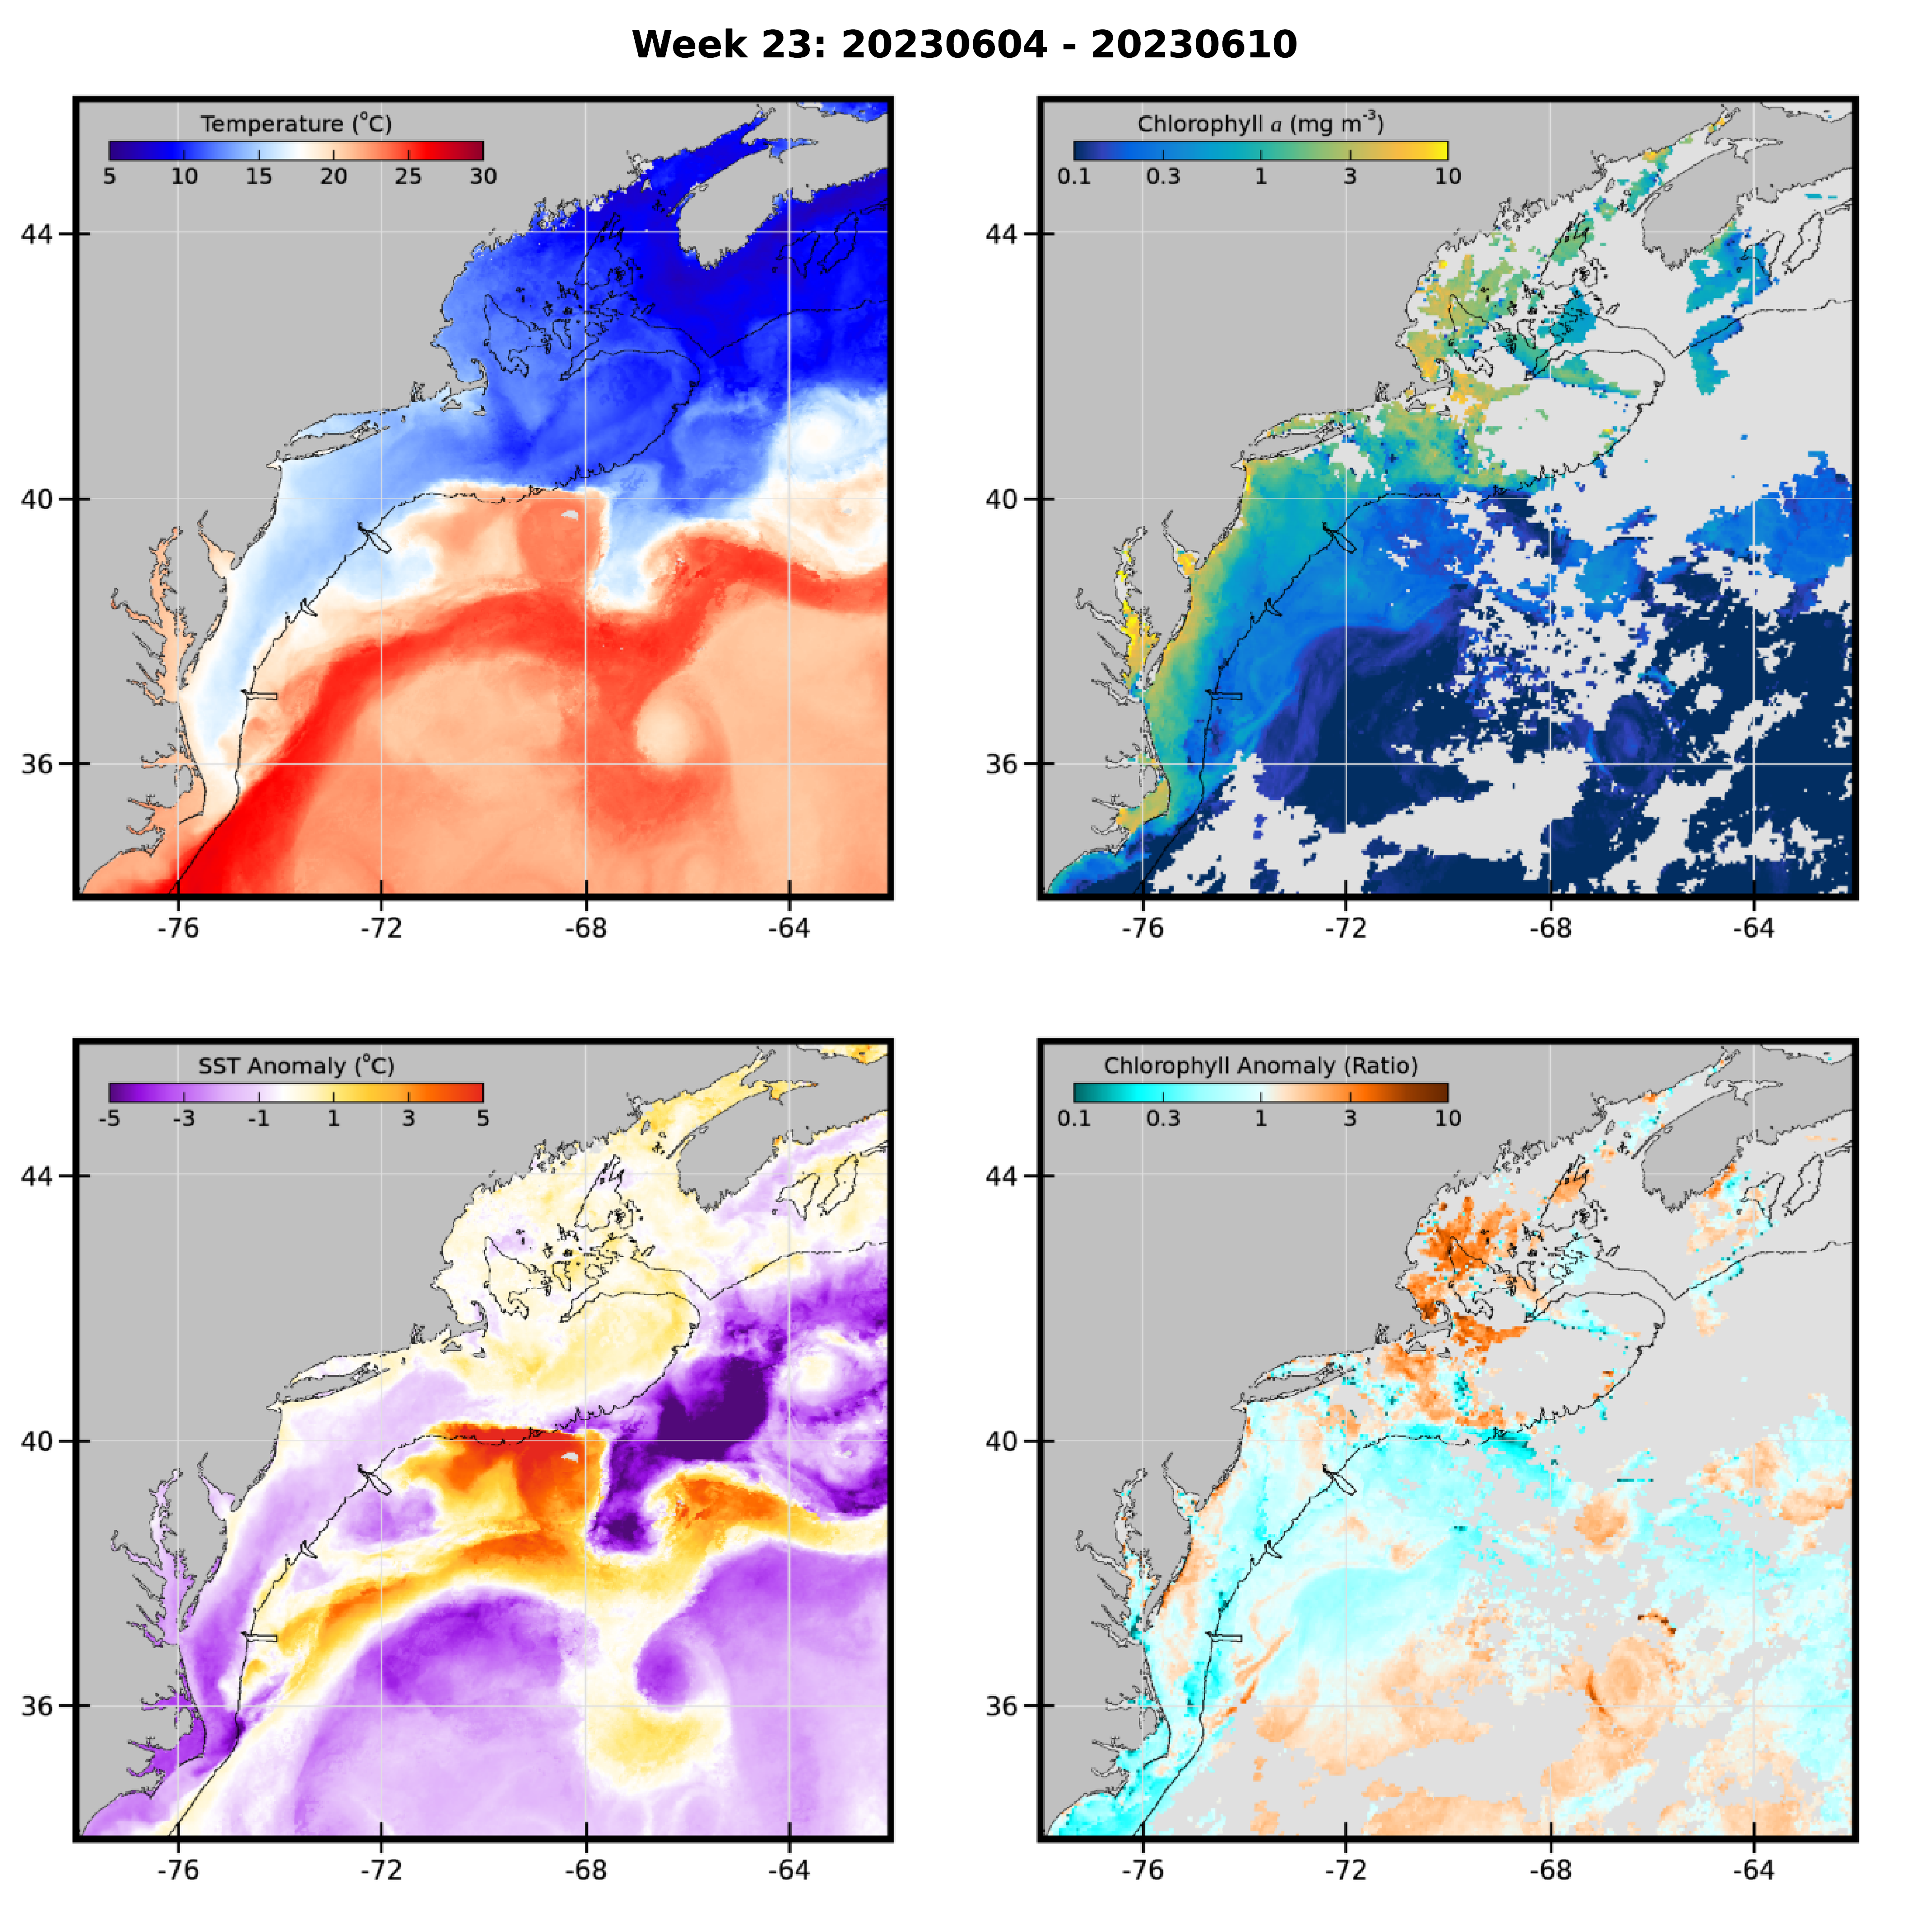 Week 23: 20230604 - 20230610
Temperature (°C)
5 10 15 20 25 30
44
40
36
-76 -72 -68 -64
Chlorophyll a (mg m⁻³)
0.1 0.3 1 3 10
44
40
36
-76 -72 -68 -64
SST Anomaly (°C)
-5 -3 -1 1 3 5
44
40
36
-76 -72 -68 -64
Chlorophyll Anomaly (Ratio)
0.1 0.3 1 3 10
44
40
36
-76 -72 -68 -64